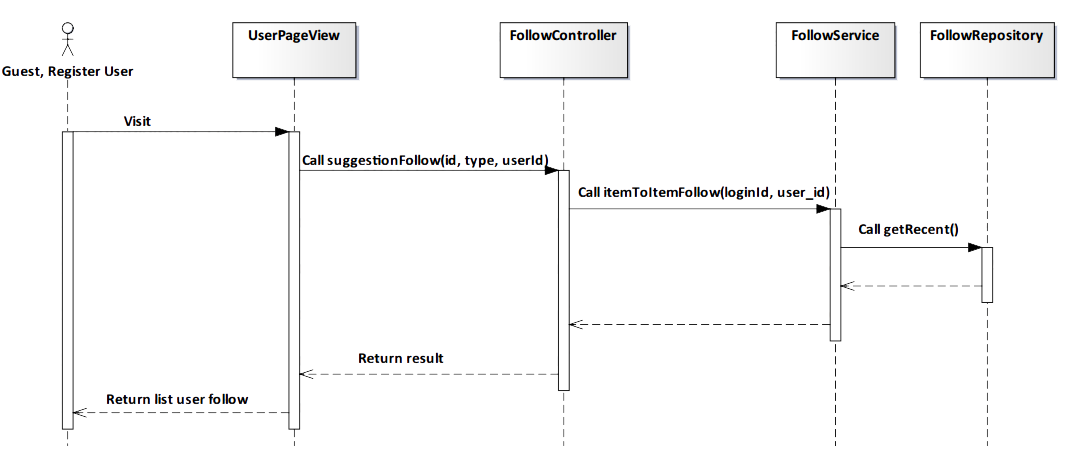 UserPageView
FollowController
FollowService
FollowRepository
Guest, Register User
Visit
Call suggestionFollow(id, type, userId)
Call itemToItemFollow(loginId, user_id)
Call getRecent()
Return result
Return list user follow